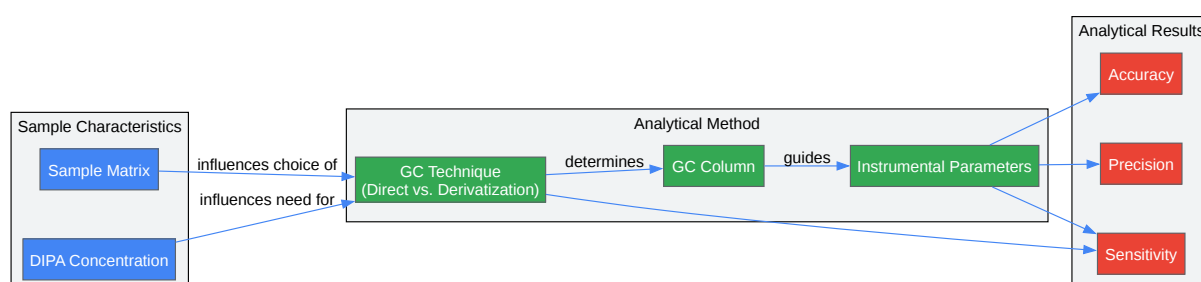 Analytical Results
Accuracy
Sample Characteristics
Analytical Method
Sample Matrix
influences choice of
GC Technique
(Direct vs. Derivatization)
determines
GC Column
guides
Instrumental Parameters
Precision
influences need for
DIPA Concentration
Sensitivity